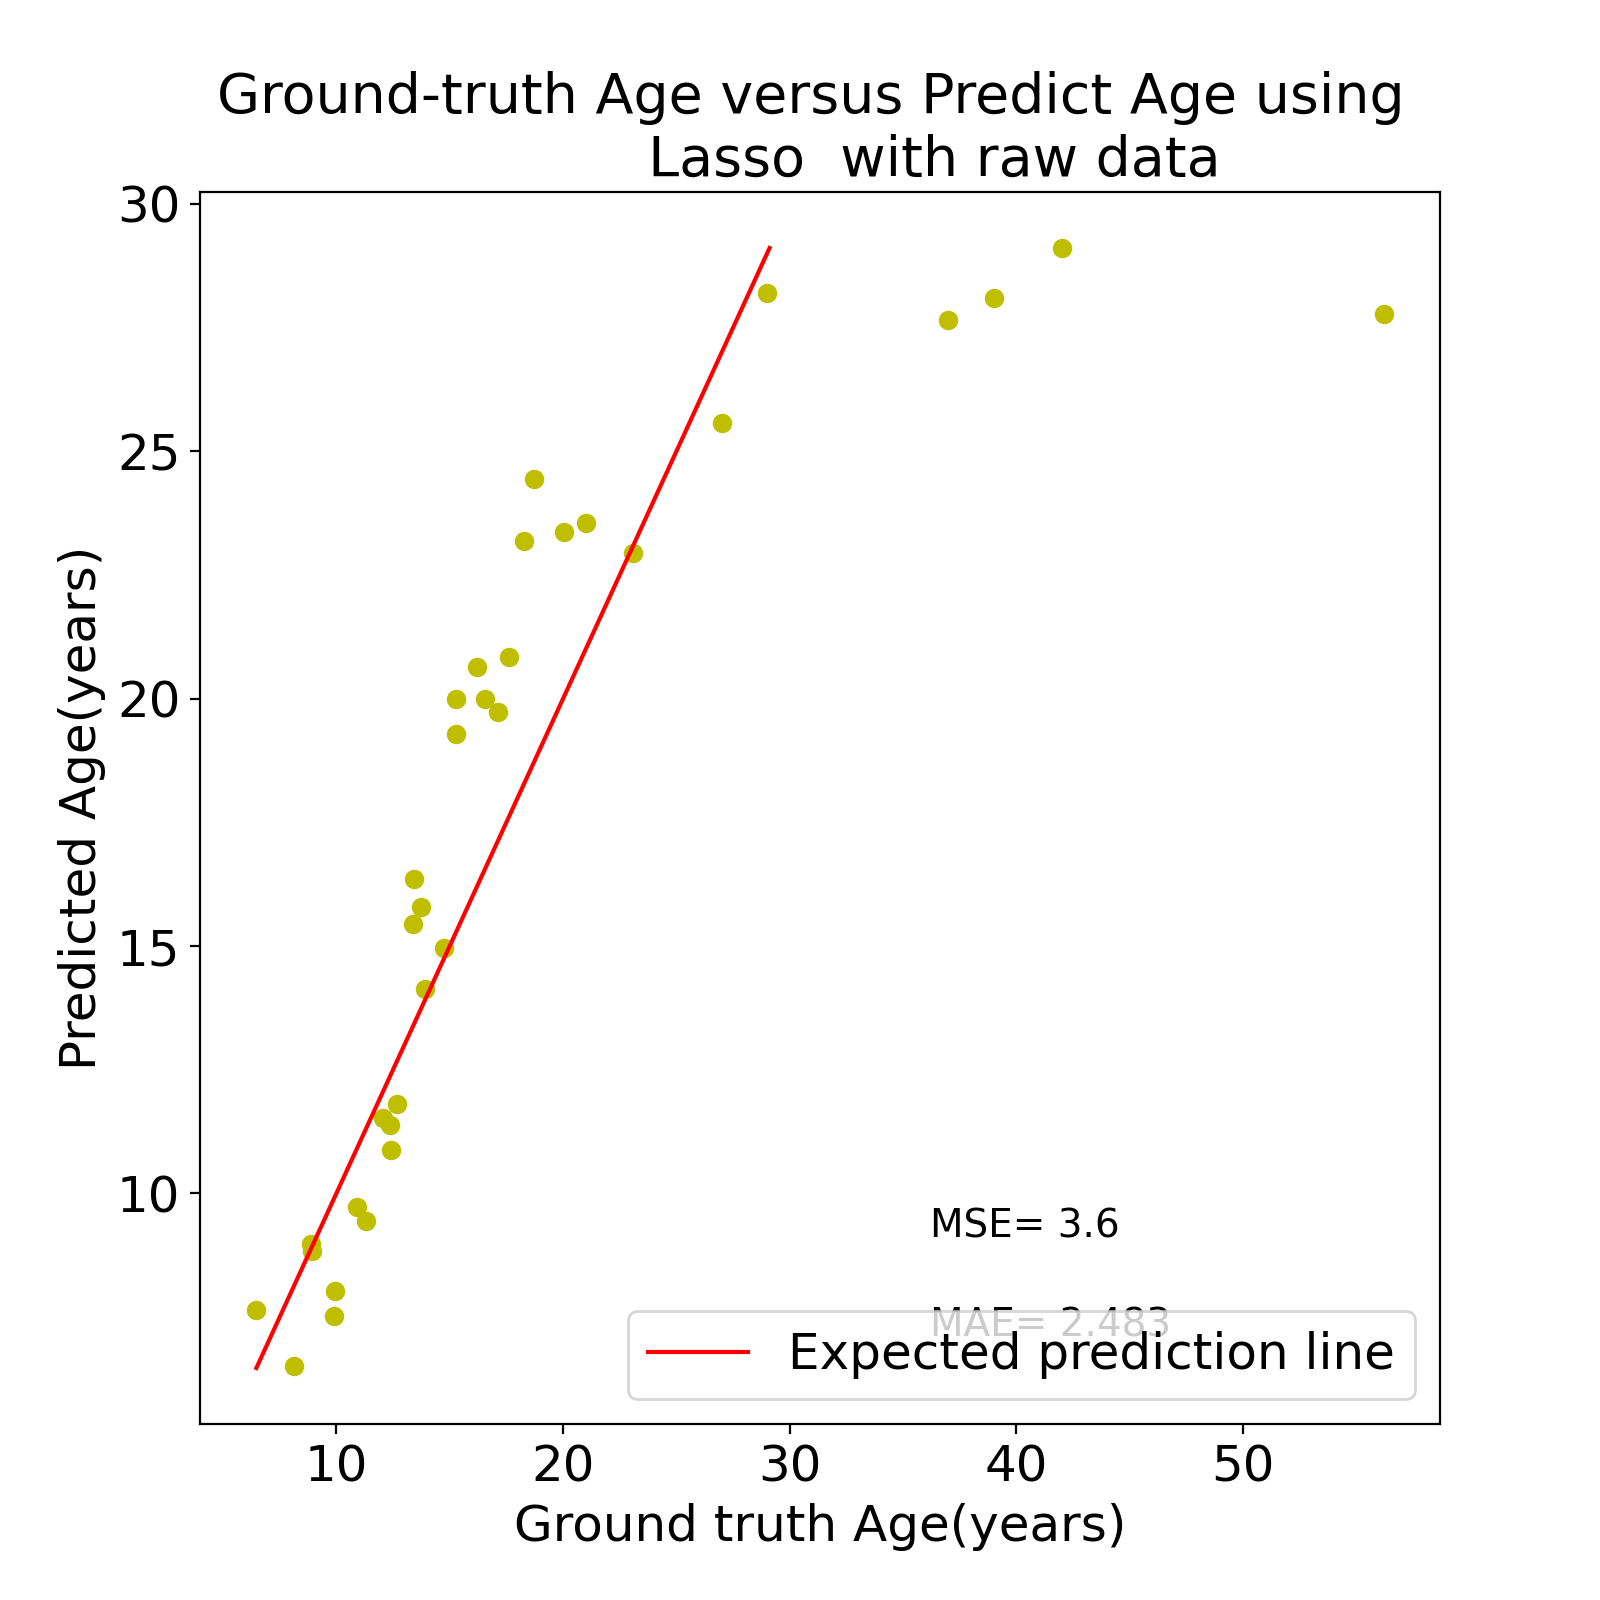 Ground-truth Age versus Predict Age using
Lasso  with raw data
30
25
20
15
10
Predicted Age(years)
MSE= 3.6
MAE= 2.483
Expected prediction line
10 20 30 40 50
Ground truth Age(years)